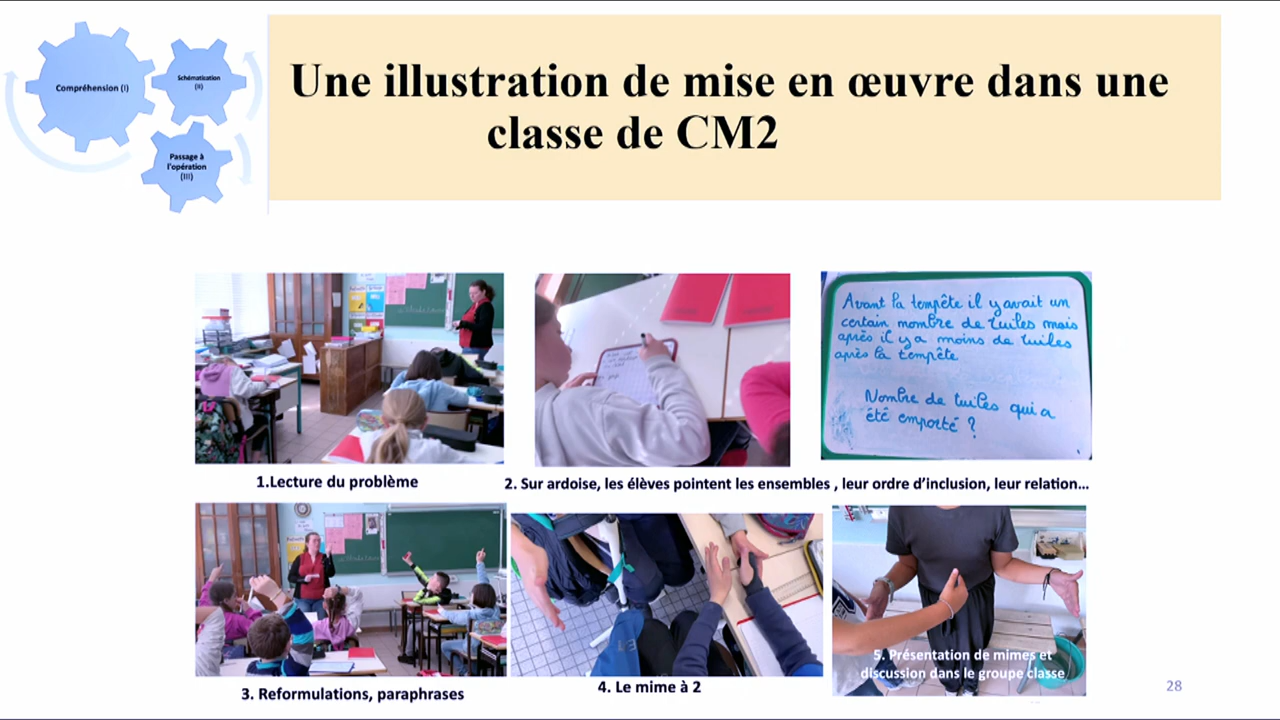 Compréhension (I)
Schématisation
(II)
Passage à
l'opération
(III)
Une illustration de mise en œuvre dans une
classe de CM2
Avant la tempête il y avait un
certain nombre de tuiles mais
après il y a moins de tuiles
après la tempête
Nombre de tuiles qui a
été emporté ?
1.Lecture du problème
2. Sur ardoise, les élèves pointent les ensembles , leur ordre d'inclusion, leur relation…
3. Reformulations, paraphrases
4. Le mime à 2
5. Présentation de mimes et
discussion dans le groupe classe
28